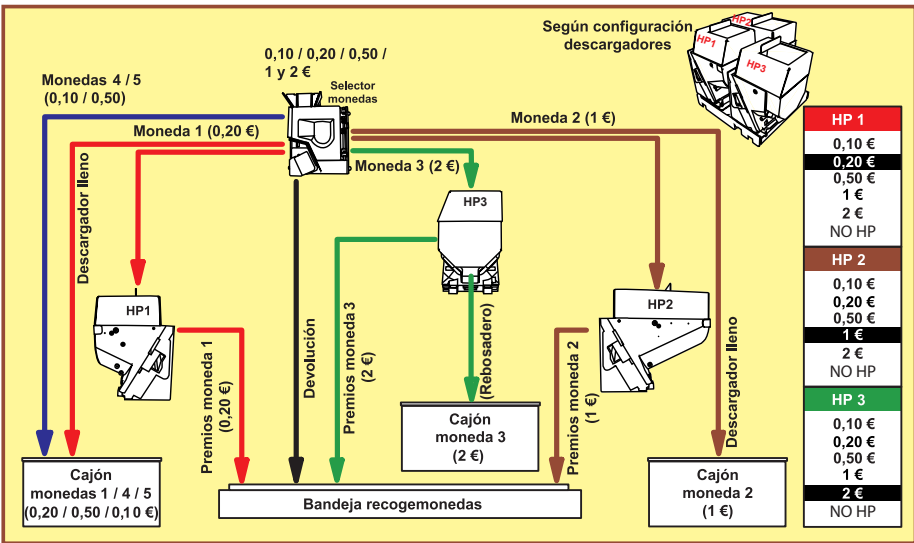 Según configuración
descargadores
HP1
HP2
HP3
0,10 / 0,20 / 0,50 /
1 y 2 €
Selector
monedas
Monedas 4 / 5
(0,10 / 0,50)
Moneda 1 (0,20 €)
Moneda 2 (1 €)
Moneda 3 (2 €)
Descargador lleno
HP1
HP3
HP2
Premios moneda 1
(0,20 €)
Devolución
Premios moneda 3
(2 €)
(Rebosadero)
Premios moneda 2
(1 €)
Descargador lleno
Cajón
monedas 1 / 4 / 5
(0,20 / 0,50 / 0,10 €)
Bandeja recogemonedas
Cajón
moneda 3
(2 €)
Cajón
moneda 2
(1 €)
HP 1
0,10 €
0,20 €
0,50 €
1 €
2 €
NO HP
HP 2
0,10 €
0,20 €
0,50 €
1 €
2 €
NO HP
HP 3
0,10 €
0,20 €
0,50 €
1 €
2 €
NO HP